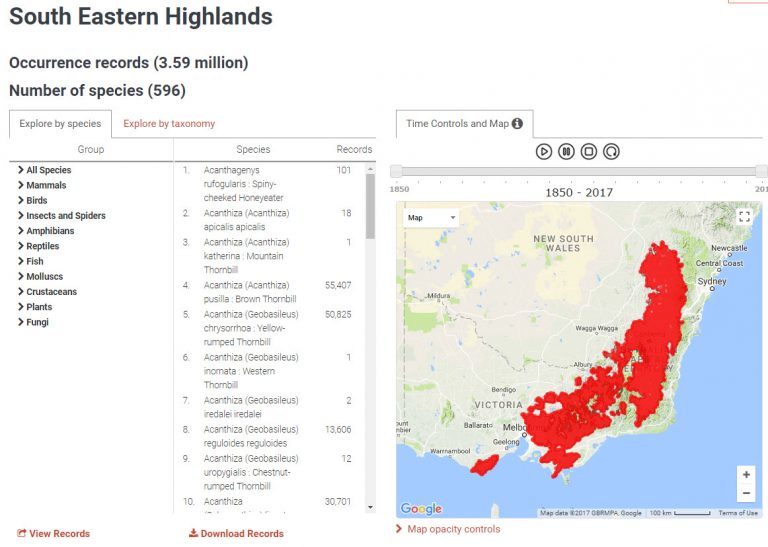 South Eastern Highlands
Occurrence records (3.59 million)
Number of species (596)
Explore by species
Explore by taxonomy
Group
Species
Records
All Species
Mammals
Birds
Insects and Spiders
Amphibians
Reptiles
Fish
Molluscs
Crustaceans
Plants
Fungi
1. Acanthagenys 101
rufogularis : Spiny-
cheeked Honeyeater
2. Acanthiza (Acanthiza) 18
apicalis apicalis
3. Acanthiza (Acanthiza) 1
katherina : Mountain
Thornbill
4. Acanthiza (Acanthiza) 55,407
pusilla : Brown Thornbill
5. Acanthiza (Geobasileus) 50,825
chrysorrhoa : Yellow-
rumped Thornbill
6. Acanthiza (Geobasileus) 1
inornata : Western
Thornbill
7. Acanthiza (Geobasileus) 2
iredalei iredalei
8. Acanthiza (Geobasileus) 13,606
reguloides reguloides
9. Acanthiza (Geobasileus) 12
uropygialis : Chestnut-
rumped Thornbill
10. Acanthiza 30,701
View Records
Download Records
Time Controls and Map
1850
201
1850 - 2017
Map
NEW SOUTH
WALES
Newcastle
Central Coast
Sydney
Mildura
Wagga Wagga
Albury
Bendigo
VICTORIA
Ballarat
Melbo
Geelong
Warrnambool
ount
mbier
Google
Map data ©2017 GBRMPA, Google
100 km
Terms of Use
Map opacity controls